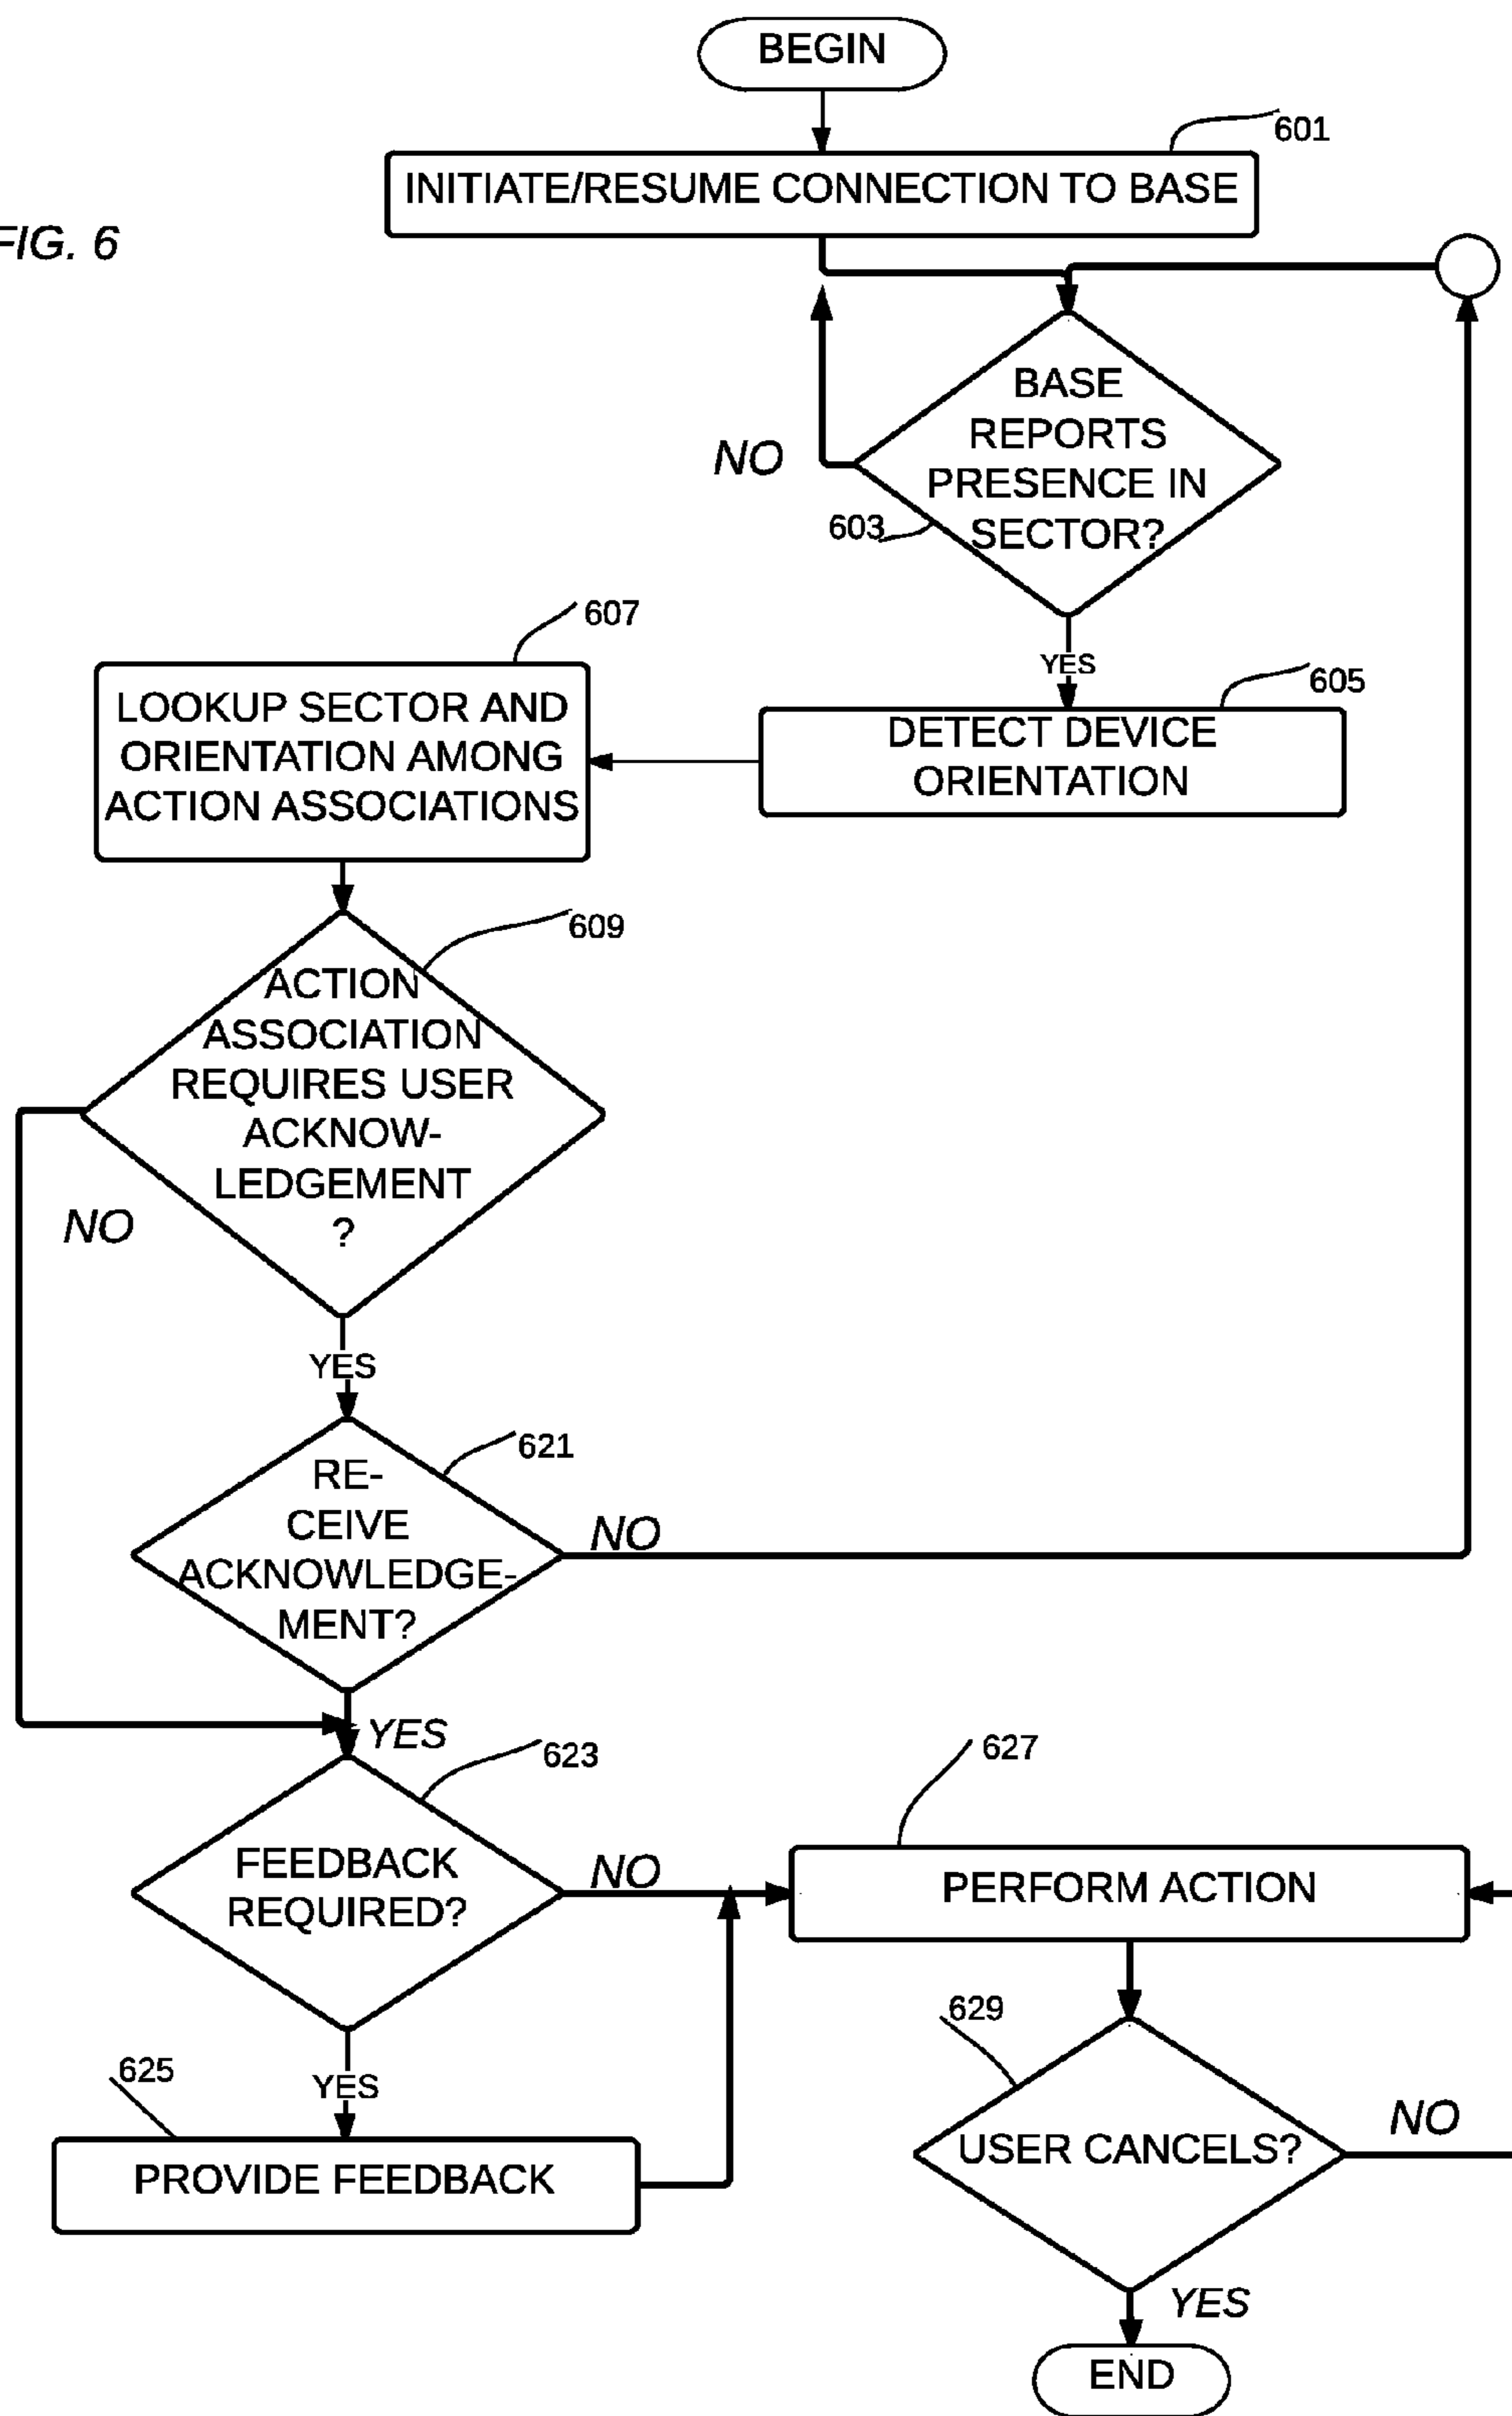 BEGIN
601
INITIATE/RESUME CONNECTION TO BASE
FIG. 6
BASE
REPORTS
PRESENCE IN
SECTOR?
NO
603
YES
607
605
LOOKUP SECTOR AND
ORIENTATION AMONG
ACTION ASSOCIATIONS
DETECT DEVICE
ORIENTATION
609
ACTION
ASSOCIATION
REQUIRES USER
ACKNOW-
LEDGEMENT
?
NO
YES
621
RE-
CEIVE
ACKNOWLEDGE-
MENT?
NO
YES
623
627
FEEDBACK
REQUIRED?
NO
PERFORM ACTION
629
625
YES
PROVIDE FEEDBACK
USER CANCELS?
NO
YES
END